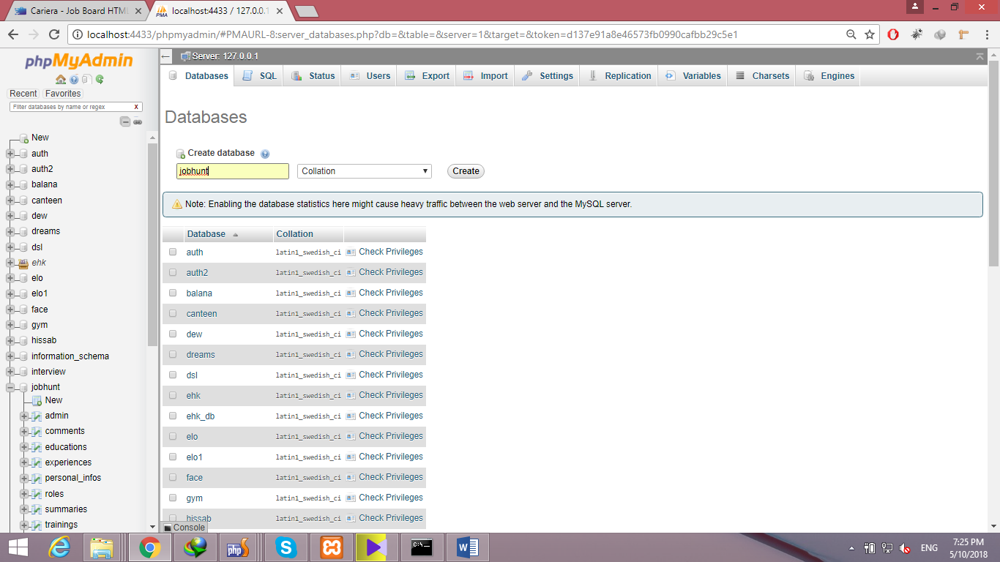 Cariera - Job Board HTML
localhost:4433 / 127.0.0.1
localhost:4433/phpmyadmin/#PMAURL-8:server_databases.php?db=&table=&server=1&target=&token=d137e91a8e46573fb0990cafbb29c5e1
phpMyAdmin
Recent Favorites
Filter databases by name or regex X
New
auth
auth2
balana
canteen
dew
dreams
dsl
ehk
elo
elo1
face
gym
hissab
information_schema
interview
jobhunt
New
admin
comments
educations
experiences
personal_infos
roles
summaries
trainings
Server: 127.0.0.1
Databases SQL Status Users Export Import Settings Replication Variables Charsets Engines
Databases
Create database
jobhunt Collation Create
Note: Enabling the database statistics here might cause heavy traffic between the web server and the MySQL server.
Database Collation
auth latin1_swedish_ci Check Privileges
auth2 latin1_swedish_ci Check Privileges
balana latin1_swedish_ci Check Privileges
canteen latin1_swedish_ci Check Privileges
dew latin1_swedish_ci Check Privileges
dreams latin1_swedish_ci Check Privileges
dsl latin1_swedish_ci Check Privileges
ehk latin1_swedish_ci Check Privileges
ehk_db latin1_swedish_ci Check Privileges
elo latin1_swedish_ci Check Privileges
elo1 latin1_swedish_ci Check Privileges
face latin1_swedish_ci Check Privileges
gym latin1_swedish_ci Check Privileges
hissab latin1_swedish_ci Check Privileges
Console
ENG
7:25 PM
5/10/2018